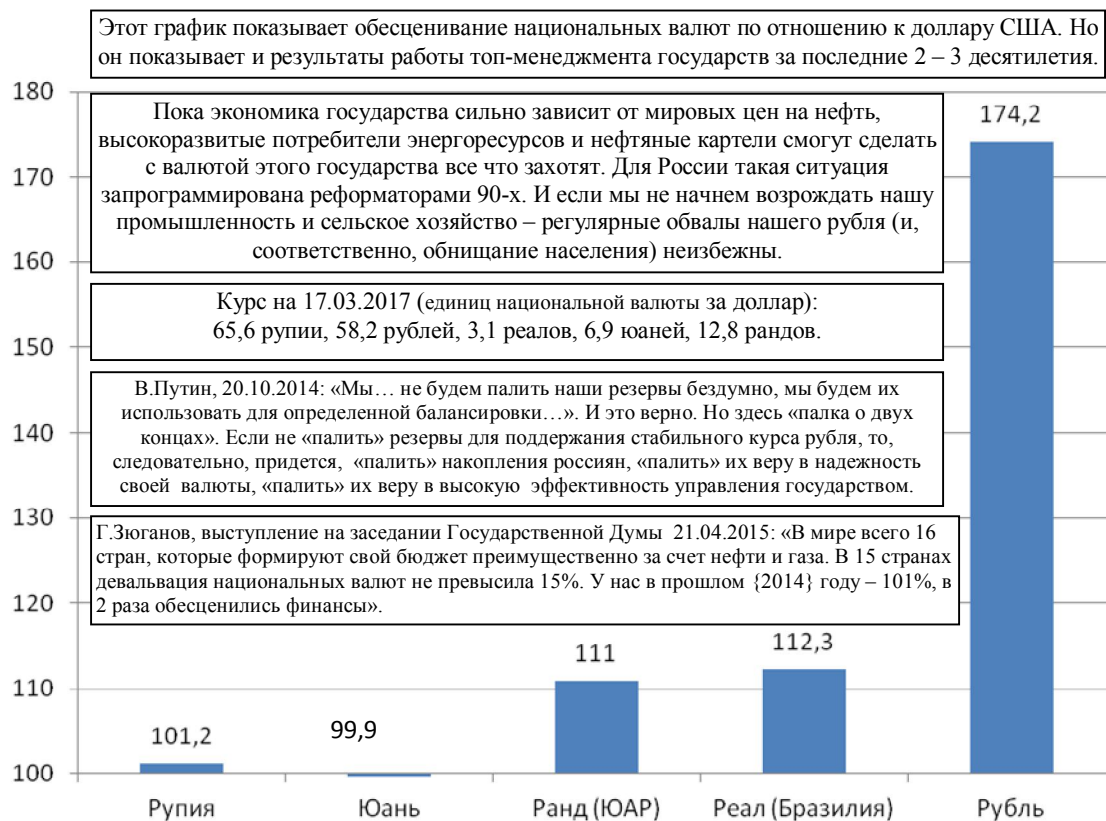 Этот график показывает обесценивание национальных валют по отношению к доллару США. Но
он показывает и результаты работы топ-менеджмента государств за последние 2 – 3 десятилетия.
180
Пока экономика государства сильно зависит от мировых цен на нефть,
высокоразвитые потребители энергоресурсов и нефтяные картели смогут сделать
с валютой этого государства все что захотят. Для России такая ситуация
запрограммирована реформаторами 90-х. И если мы не начнем возрождать нашу
промышленность и сельское хозяйство – регулярные обвалы нашего рубля (и,
соответственно, обнищание населения) неизбежны.
174,2
170
160
Курс на 17.03.2017 (единиц национальной валюты за доллар):
65,6 рупии, 58,2 рублей, 3,1 реалов, 6,9 юаней, 12,8 рандов.
150
В.Путин, 20.10.2014: «Мы… не будем палить наши резервы бездумно, мы будем их
использовать для определенной балансировки…». И это верно. Но здесь «палка о двух
концах». Если не «палить» резервы для поддержания стабильного курса рубля, то,
следовательно, придется, «палить» накопления россиян, «палить» их веру в надежность
своей валюты, «палить» их веру в высокую эффективность управления государством.
140
130
Г.Зюганов, выступление на заседании Государственной Думы 21.04.2015: «В мире всего 16
стран, которые формируют свой бюджет преимущественно за счет нефти и газа. В 15 странах
девальвация национальных валют не превысила 15%. У нас в прошлом {2014} году – 101%, в
2 раза обесценились финансы».
120
110
100
101,2
99,9
111
112,3
Рупия
Юань
Ранд (ЮАР)
Реал (Бразилия)
Рубль